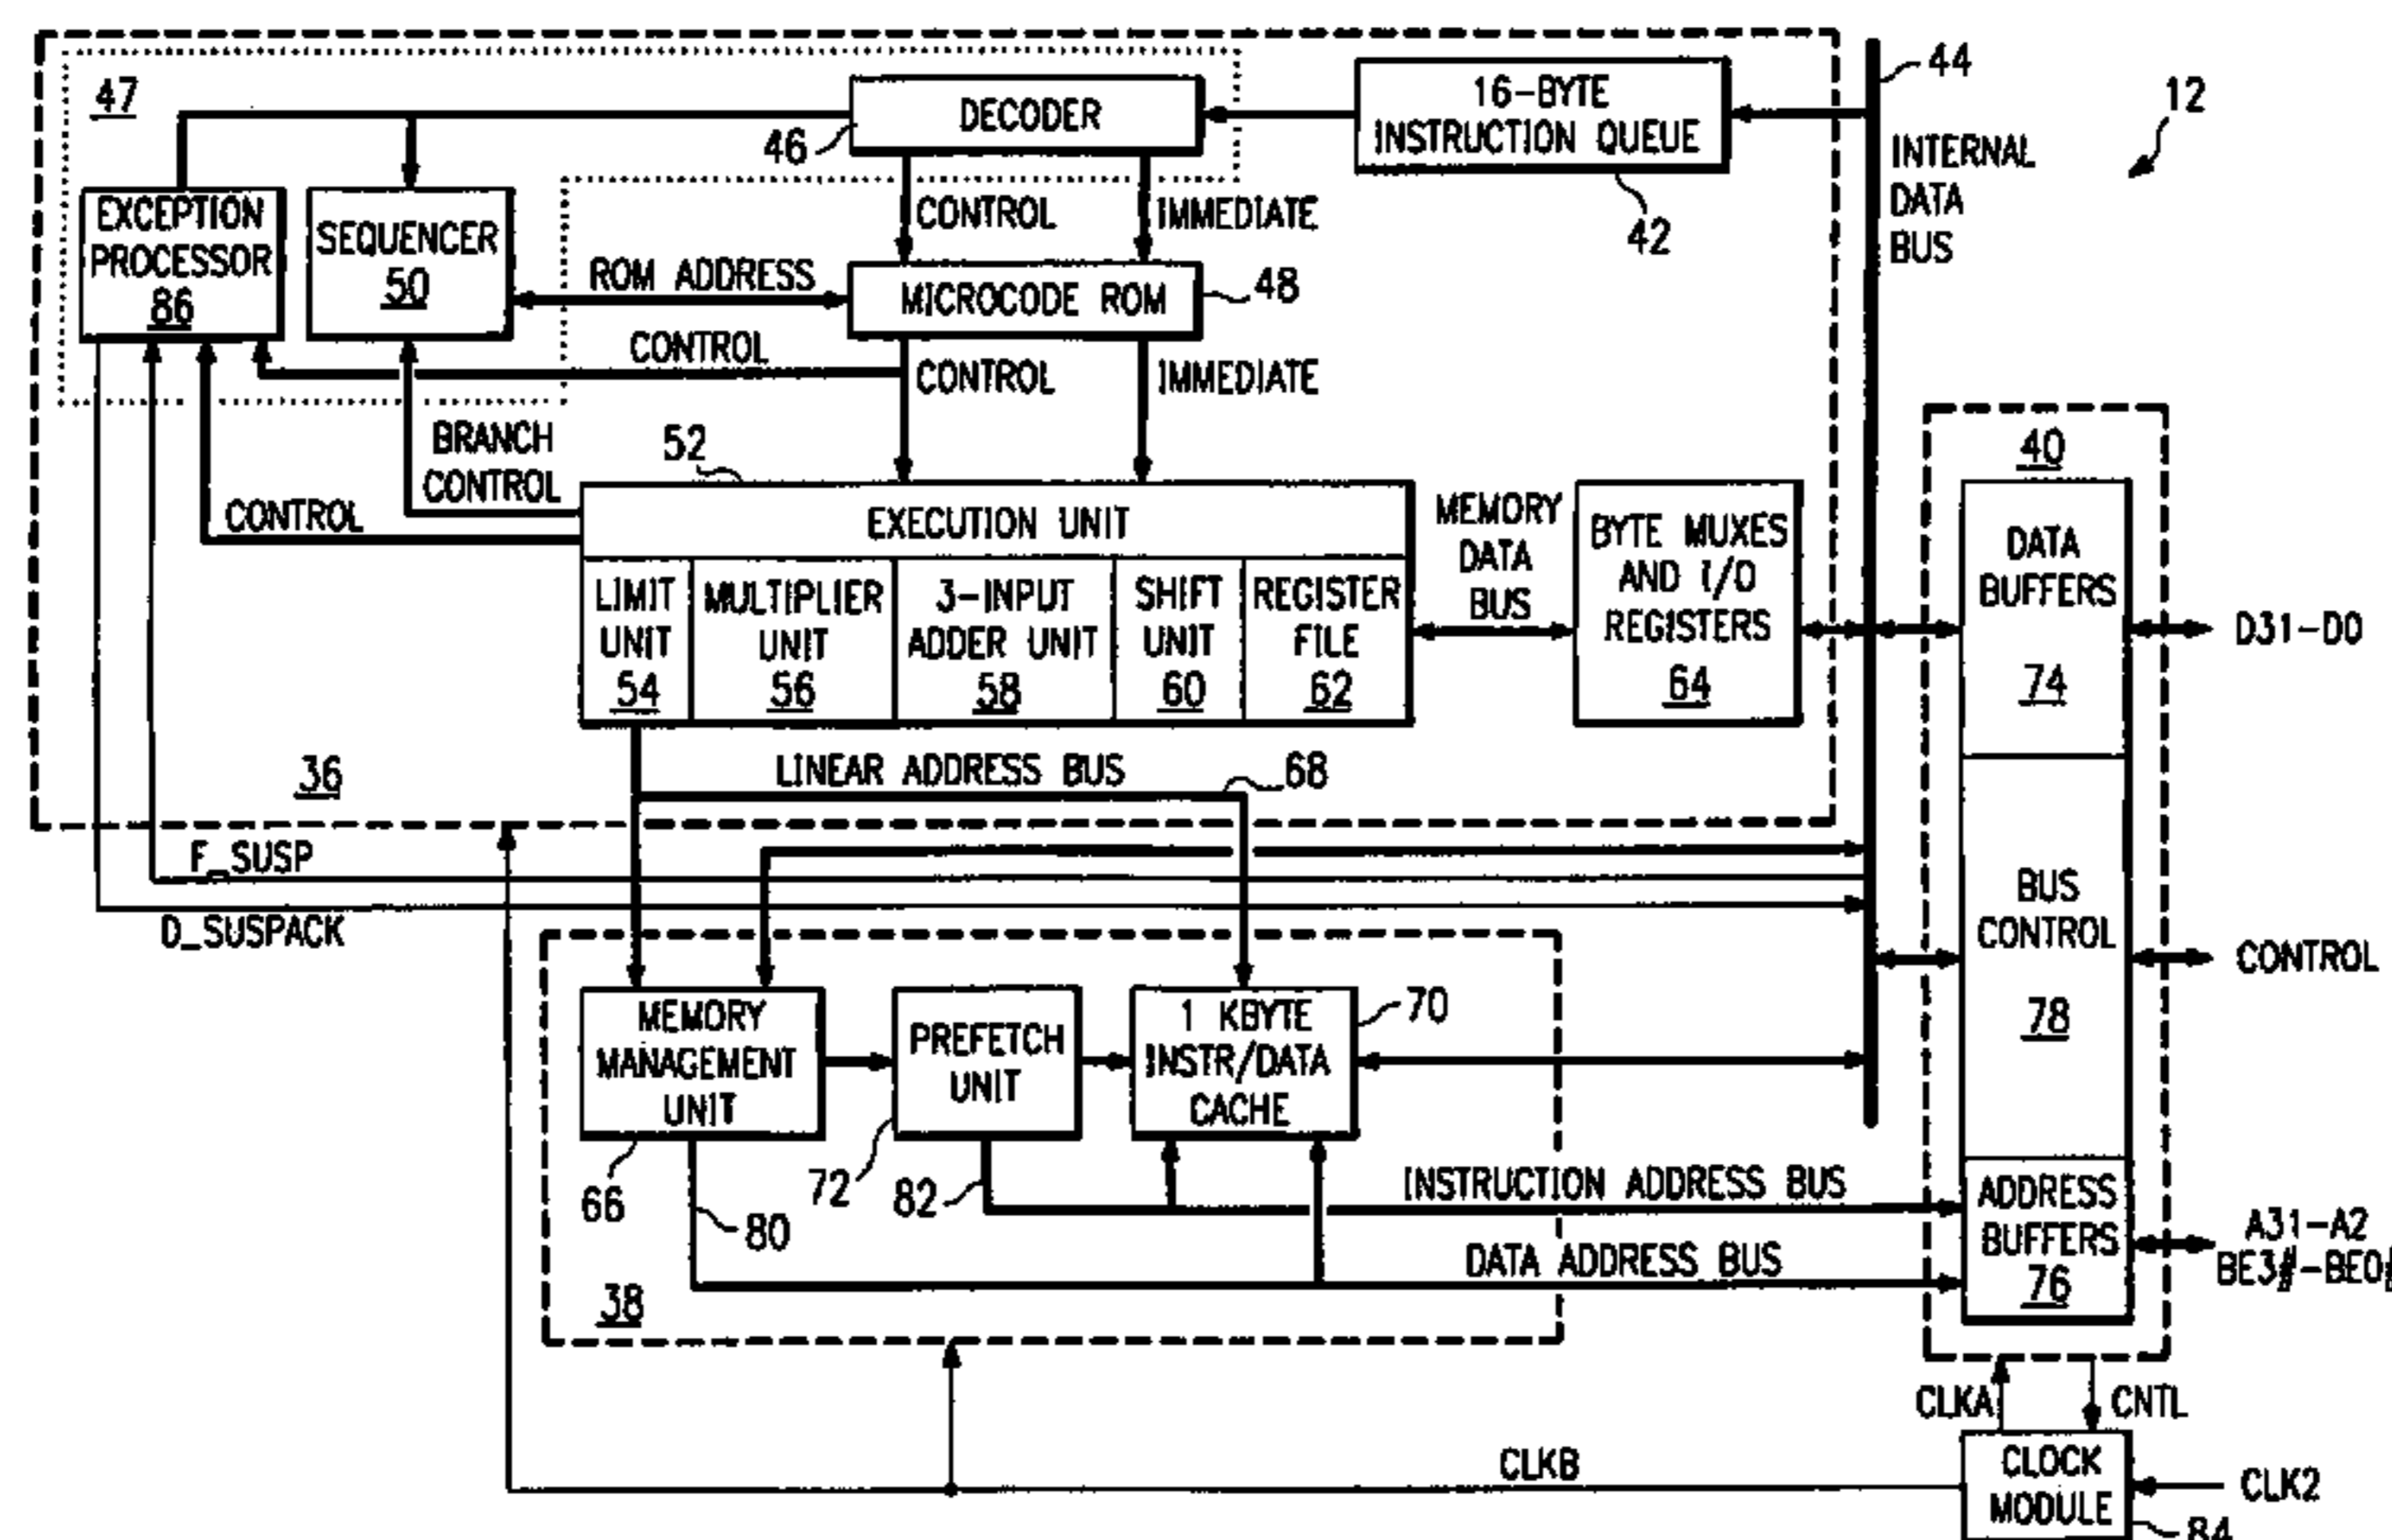 47
DECODER
46
16-BYTE
INSTRUCTION QUEUE
42
44
INTERNAL
DATA
BUS
12
EXCEPTION
PROCESSOR
86
SEQUENCER
50
CONTROL
IMMEDIATE
ROM ADDRESS
MICROCODE ROM
48
CONTROL
CONTROL
IMMEDIATE
BRANCH
CONTROL
CONTROL
52
EXECUTION UNIT
LIMIT
UNIT
54
MULTIPLIER
UNIT
56
3-INPUT
ADDER UNIT
58
SHIFT
UNIT
60
REGISTER
FILE
62
MEMORY
DATA
BUS
BYTE MUXES
AND I/O
REGISTERS
64
40
DATA
BUFFERS
74
D31-D0
36
LINEAR ADDRESS BUS
68
F_SUSP
D_SUSPACK
BUS
CONTROL
78
CONTROL
MEMORY
MANAGEMENT
UNIT
66
PREFETCH
UNIT
72
1 KBYTE
INSTR/DATA
CACHE
70
82
80
INSTRUCTION ADDRESS BUS
DATA ADDRESS BUS
38
ADDRESS
BUFFERS
76
A31-A2
BE3#-BE0#
CLKA
CNTL
CLKB
CLOCK
MODULE
84
CLK2